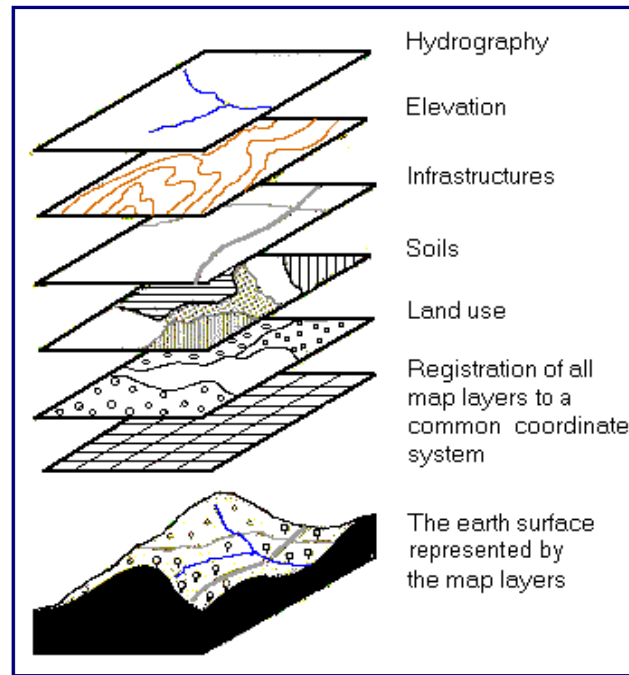 Hydrography
Elevation
Infrastructures
Soils
Land use
Registration of all
map layers to a
common coordinate
system
The earth surface
represented by
the map layers